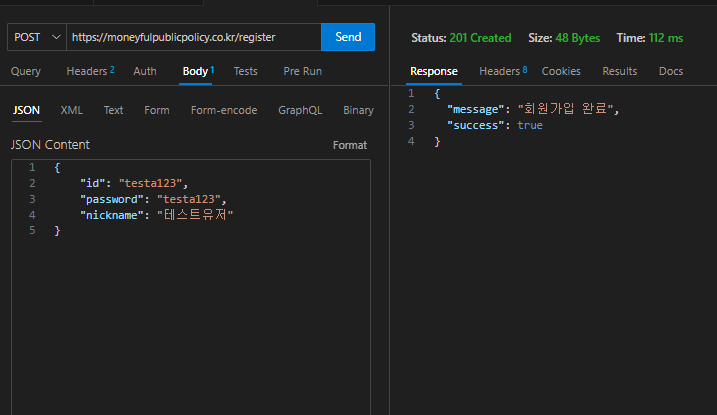 POST https://moneyfulpublicpolicy.co.kr/register Send
Query Headers 2 Auth Body 1 Tests Pre Run
JSON XML Text Form Form-encode GraphQL Binary
JSON Content Format
1 {
2 "id": "testa123",
3 "password": "testa123",
4 "nickname": "테스트유저"
5 }
Status: 201 Created Size: 48 Bytes Time: 112 ms
Response Headers 8 Cookies Results Docs
1 {
2 "message": "회원가입 완료",
3 "success": true
4 }